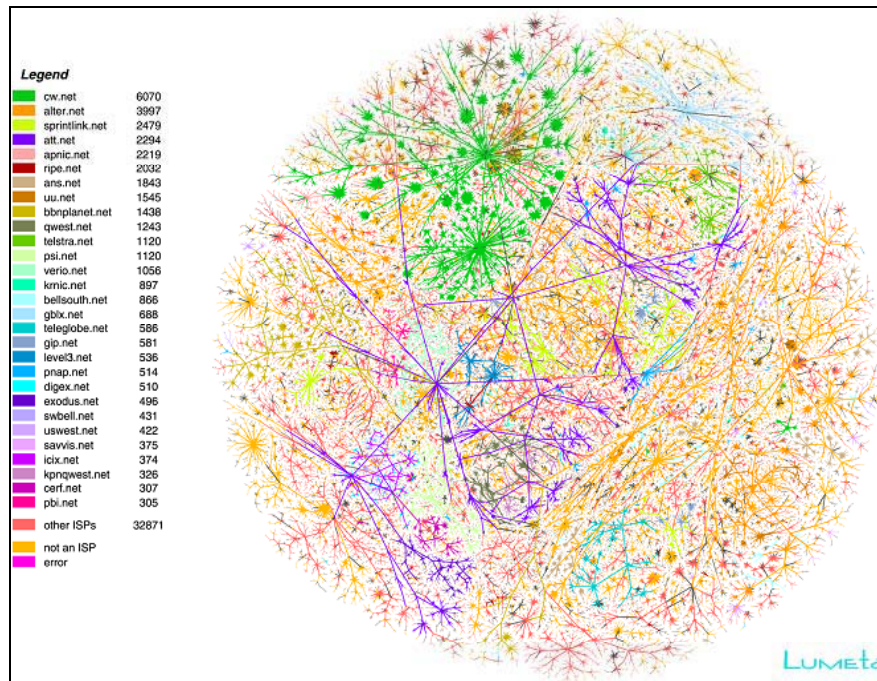 Legend
cw.net 6070
alter.net 3997
sprintlink.net 2479
att.net 2294
apnic.net 2219
ripe.net 2032
ans.net 1843
uu.net 1545
bbnplanet.net 1438
qwest.net 1243
telstra.net 1120
psi.net 1120
verio.net 1056
krnic.net 897
bellsouth.net 866
gblx.net 688
teleglobe.net 586
gip.net 581
level3.net 536
pnap.net 514
digex.net 510
exodus.net 496
swbell.net 431
uswest.net 422
savvis.net 375
icix.net 374
kpnqwest.net 326
cerf.net 307
pbi.net 305
other ISPs 32871
not an ISP
error
LUMETA